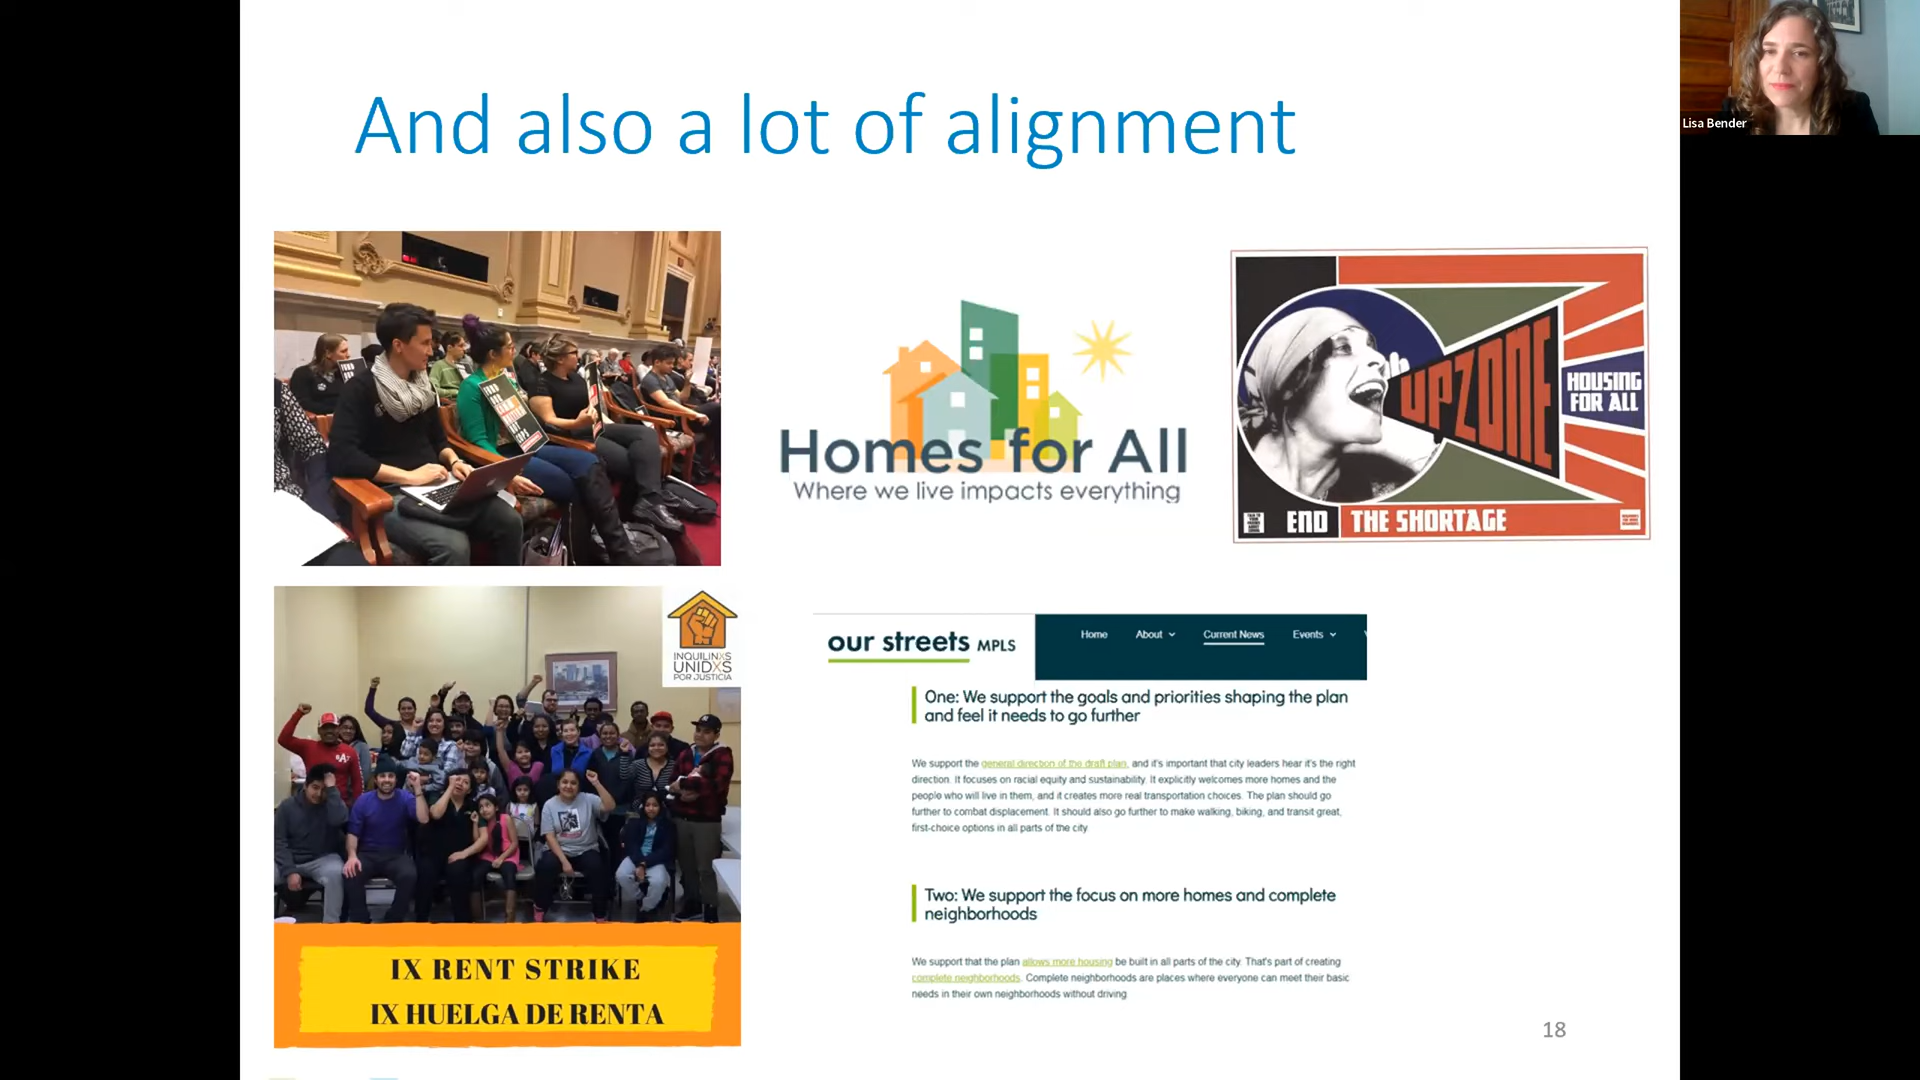 And also a lot of alignment
Lisa Bender
Homes for All
Where we live impacts everything
UPZONE
HOUSING
FOR ALL
END THE SHORTAGE
INQUILINXS
UNIDXS
POR JUSTICIA
IX RENT STRIKE
IX HUELGA DE RENTA
our streets MPLS
Home About Current News Events
One: We support the goals and priorities shaping the plan
and feel it needs to go further
We support the general direction of the draft plan, and it's important that city leaders hear it's the right
direction. It focuses on racial equity and sustainability. It explicitly welcomes more homes and the
people who will live in them, and it creates more real transportation choices. The plan should go
further to combat displacement. It should also go further to make walking, biking, and transit great,
first-choice options in all parts of the city
Two: We support the focus on more homes and complete
neighborhoods
We support that the plan allows more housing be built in all parts of the city. That's part of creating
complete neighborhoods. Complete neighborhoods are places where everyone can meet their basic
needs in their own neighborhoods without driving
18